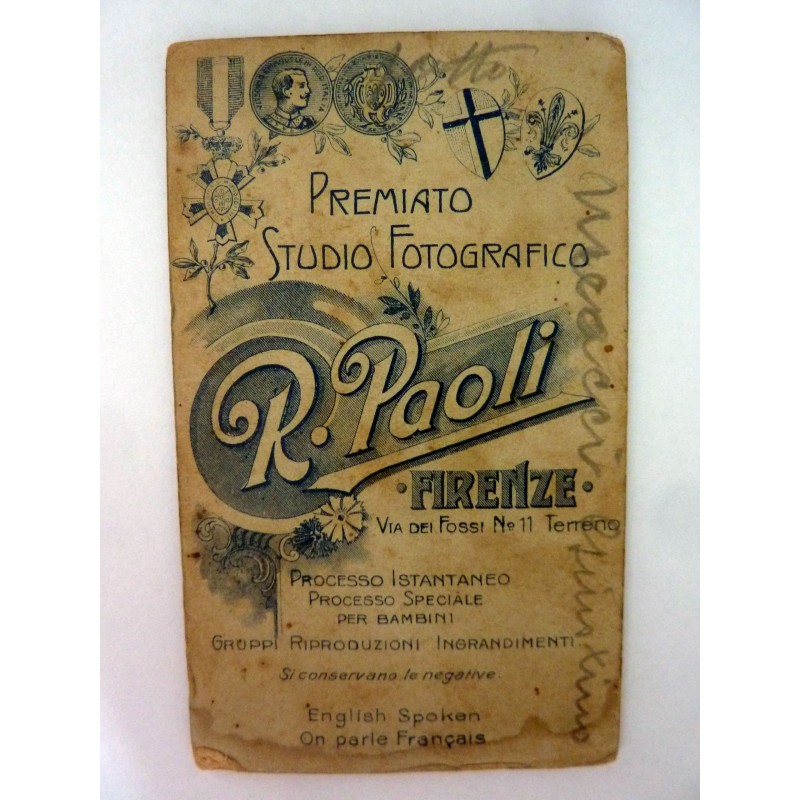 PREMIATO
STUDIO FOTOGRAFICO
R. Paoli
· FIRENZE ·
VIA DEI FOSSI No 11 Terreno
PROCESSO ISTANTANEO
PROCESSO SPECIALE
PER BAMBINI
GRUPPI RIPRODUZIONI INGRANDIMENTI
Si conservano le negative.
English Spoken
On parle Français